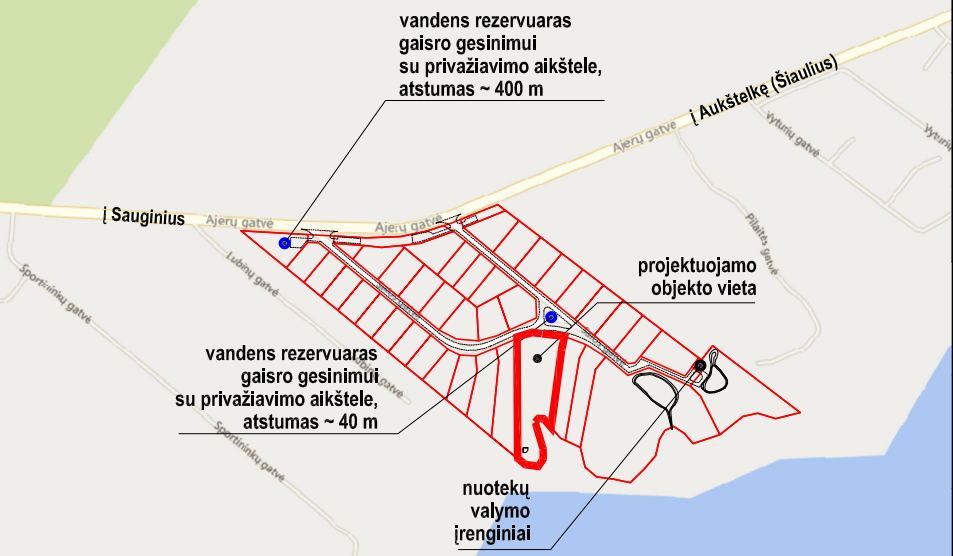 vandens rezervuaras
gaisro gesinimui
su privažiavimo aikštele,
atstumas ~ 400 m
į Aukštelkę (Šiaulius)
Ajerų gatvė
Vyturių gatvė
Vyturių
į Sauginius
Ajerų gatvė
Ajerų gatvė
Lubinų gatvė
Sportininkų gatvė
Pilaitės gatvė
projektuojamo
objekto vieta
vandens rezervuaras
gaisro gesinimui
su privažiavimo aikštele,
atstumas ~ 40 m
gatvė
Sportininkų gatvė
nuotekų
valymo
įrenginiai